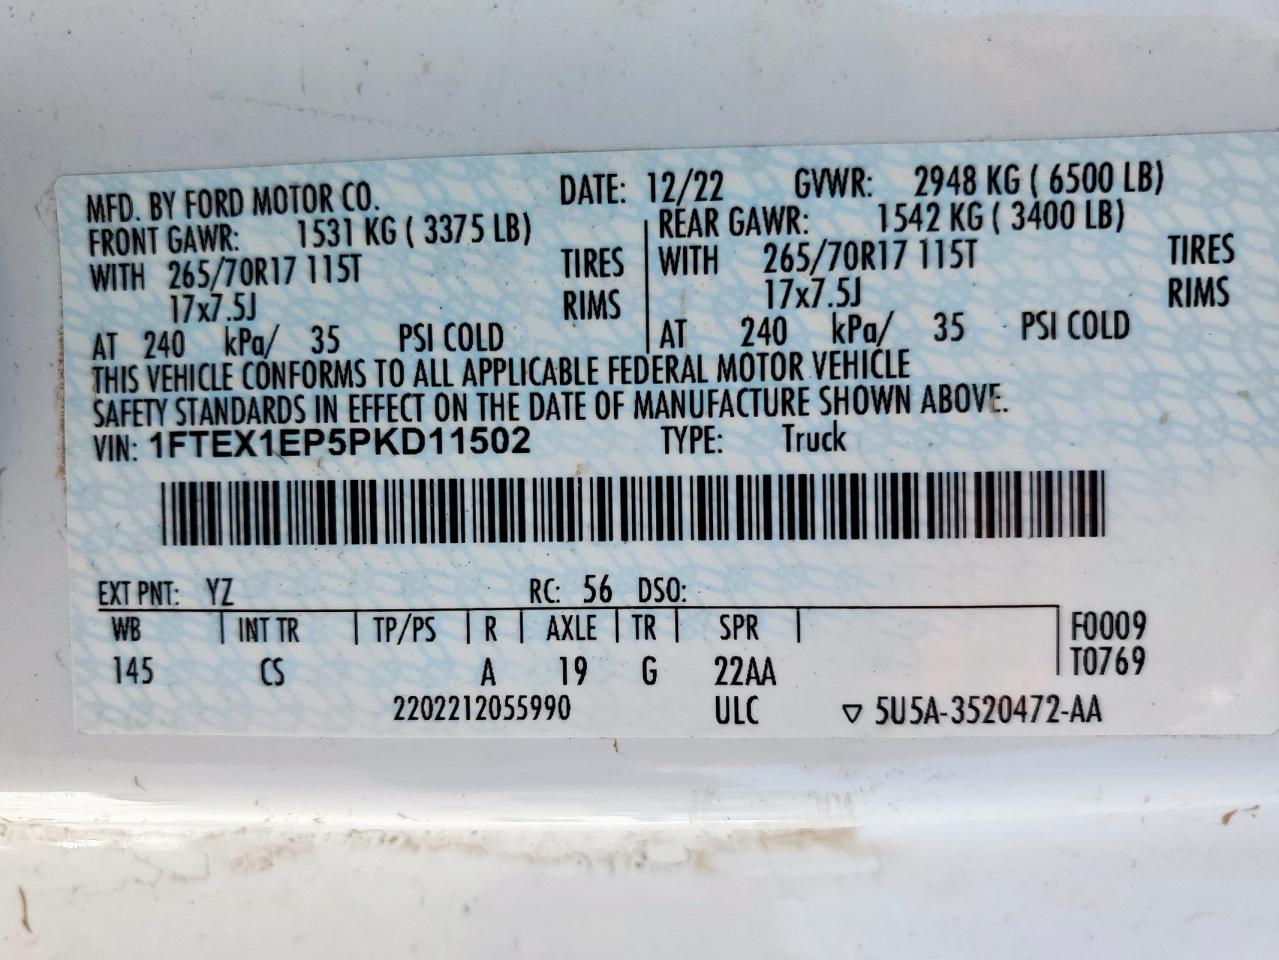 MFD. BY FORD MOTOR CO. DATE: 12/22 GVWR: 2948 KG ( 6500 LB)
FRONT GAWR: 1531 KG ( 3375 LB) REAR GAWR: 1542 KG ( 3400 LB)
WITH 265/70R17 115T TIRES WITH 265/70R17 115T TIRES
17x7.5J RIMS 17x7.5J RIMS
AT 240 kPa/ 35 PSI COLD AT 240 kPa/ 35 PSI COLD
THIS VEHICLE CONFORMS TO ALL APPLICABLE FEDERAL MOTOR VEHICLE
SAFETY STANDARDS IN EFFECT ON THE DATE OF MANUFACTURE SHOWN ABOVE.
VIN: 1FTEX1EP5PKD11502 TYPE: Truck
EXT PNT: YZ RC: 56 DSO:
WB INT TR TP/PS R AXLE TR SPR F0009
145 CS A 19 G 22AA T0769
2202212055990 ULC ▽ 5U5A-3520472-AA